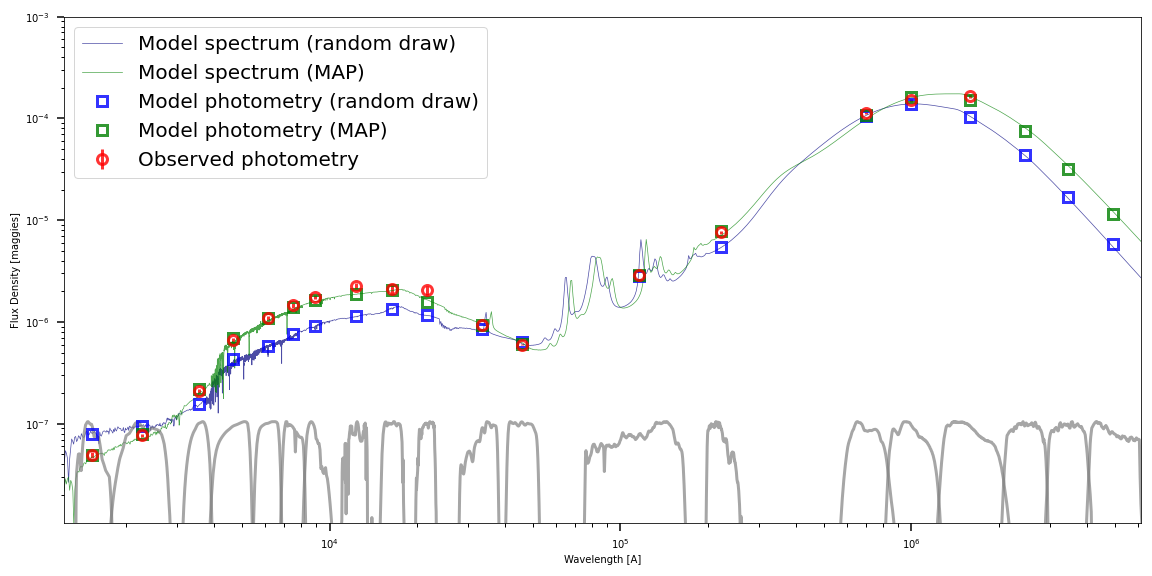 Model spectrum (random draw)
Model spectrum (MAP)
Model photometry (random draw)
Model photometry (MAP)
Observed photometry
Flux Density [maggies]
10⁻³
10⁻⁴
10⁻⁵
10⁻⁶
10⁻⁷
10⁴
10⁵
10⁶
Wavelength [A]